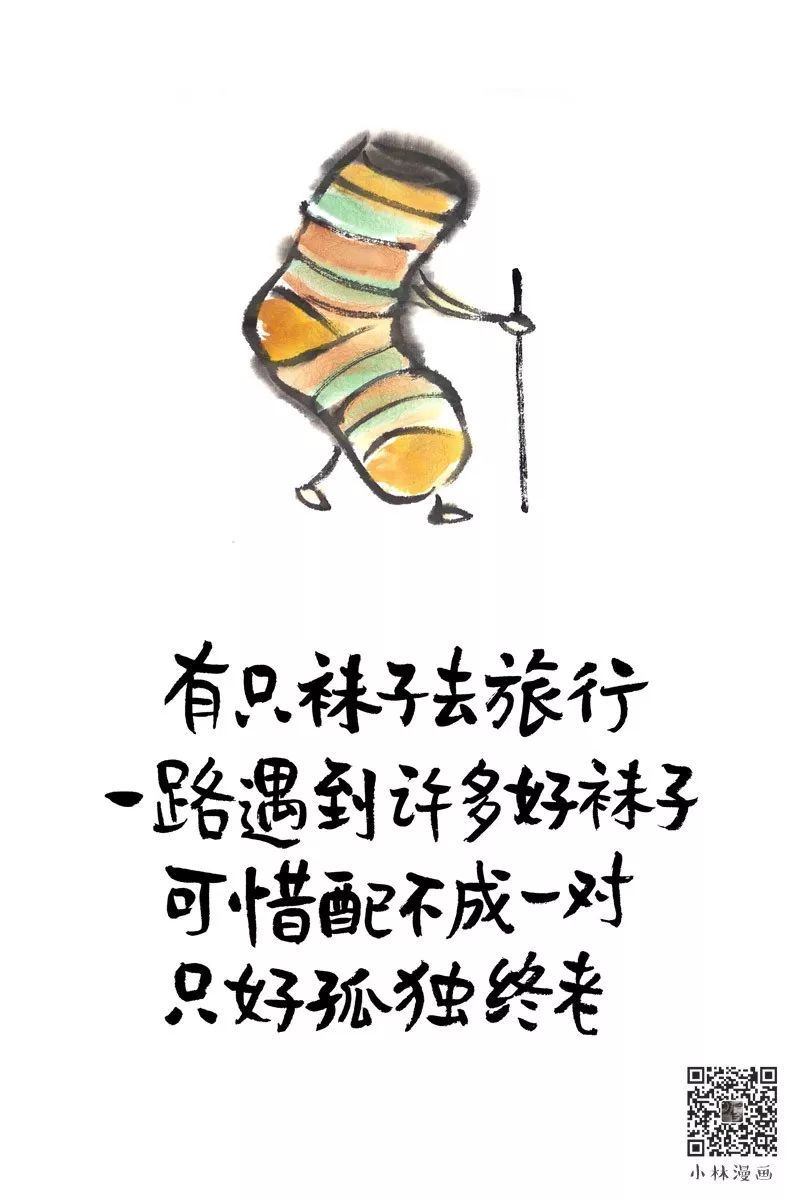 有只袜子去旅行
一路遇到许多好袜子
可惜配不成一对
只好孤独终老
小林漫画